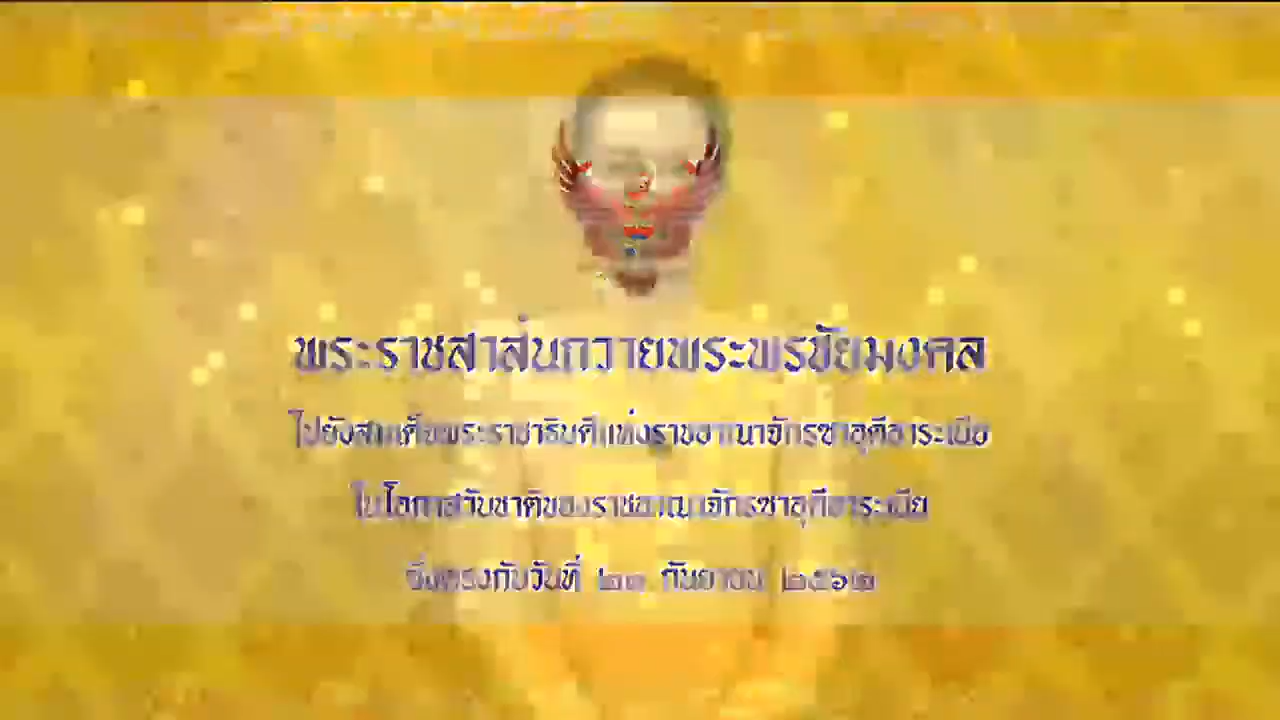 พระราชสาส์นถวายพระพรชัยมงคล
ไปยังสมเด็จพระราชาธิบดีแห่งราชอาณาจักรซาอุดีอาระเบีย
ในโอกาสวันชาติของราชอาณาจักรซาอุดีอาระเบีย
ซึ่งตรงกับวันที่ ๒๓ กันยายน ๒๕๖๒